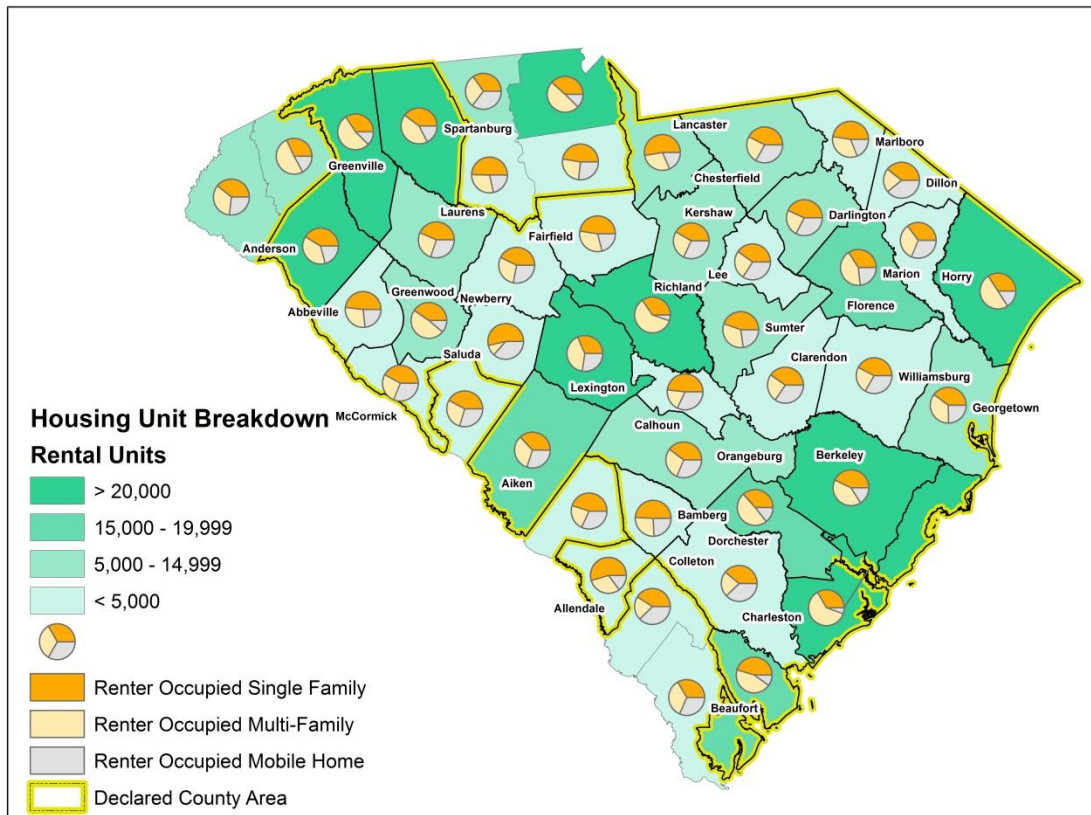 Spartanburg
Greenville
Lancaster
Marlboro
Chesterfield
Dillon
Laurens
Kershaw
Darlington
Fairfield
Anderson
Lee
Marion
Horry
Richland
Greenwood
Newberry
Florence
Abbeville
Sumter
Saluda
Clarendon
Lexington
Williamsburg
Georgetown
McCormick
Calhoun
Orangeburg
Berkeley
Aiken
Bamberg
Dorchester
Colleton
Allendale
Charleston
Beaufort
Housing Unit Breakdown
Rental Units
> 20,000
15,000 - 19,999
5,000 - 14,999
< 5,000
Renter Occupied Single Family
Renter Occupied Multi-Family
Renter Occupied Mobile Home
Declared County Area